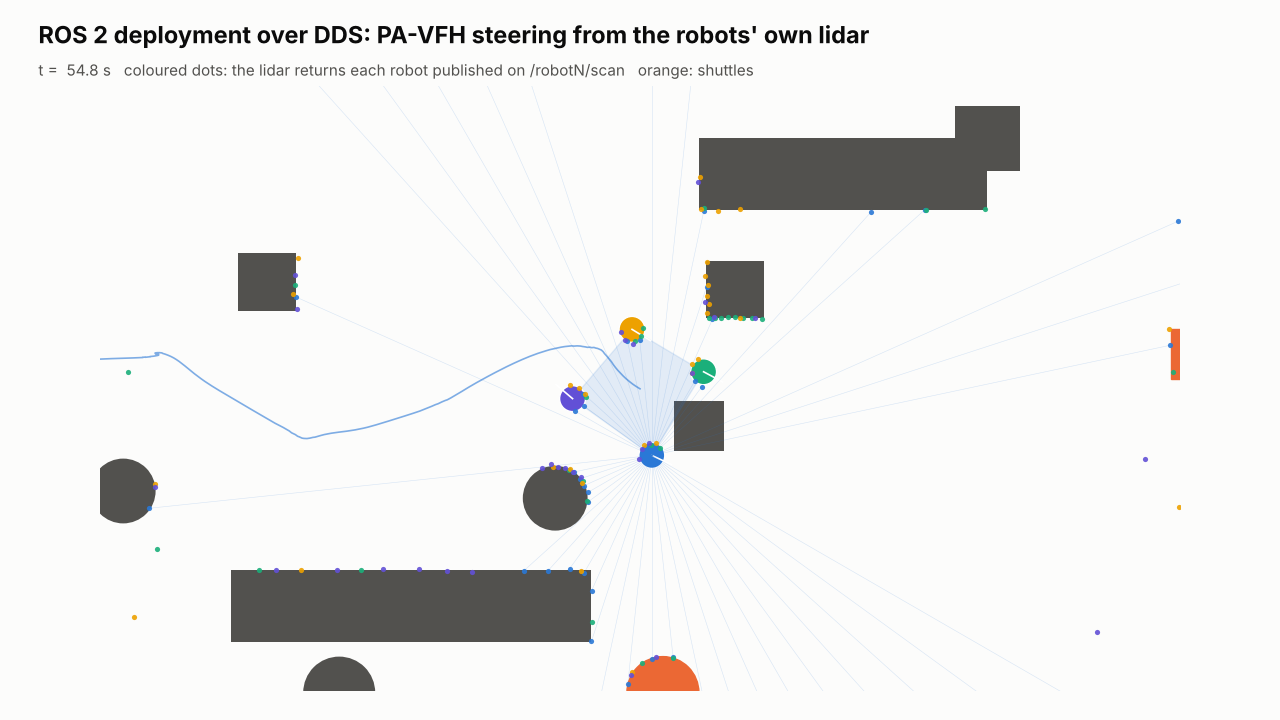 ROS 2 deployment over DDS: PA-VFH steering from the robots' own lidar
t =  54.8 s   coloured dots: the lidar returns each robot published on /robotN/scan   orange: shuttles